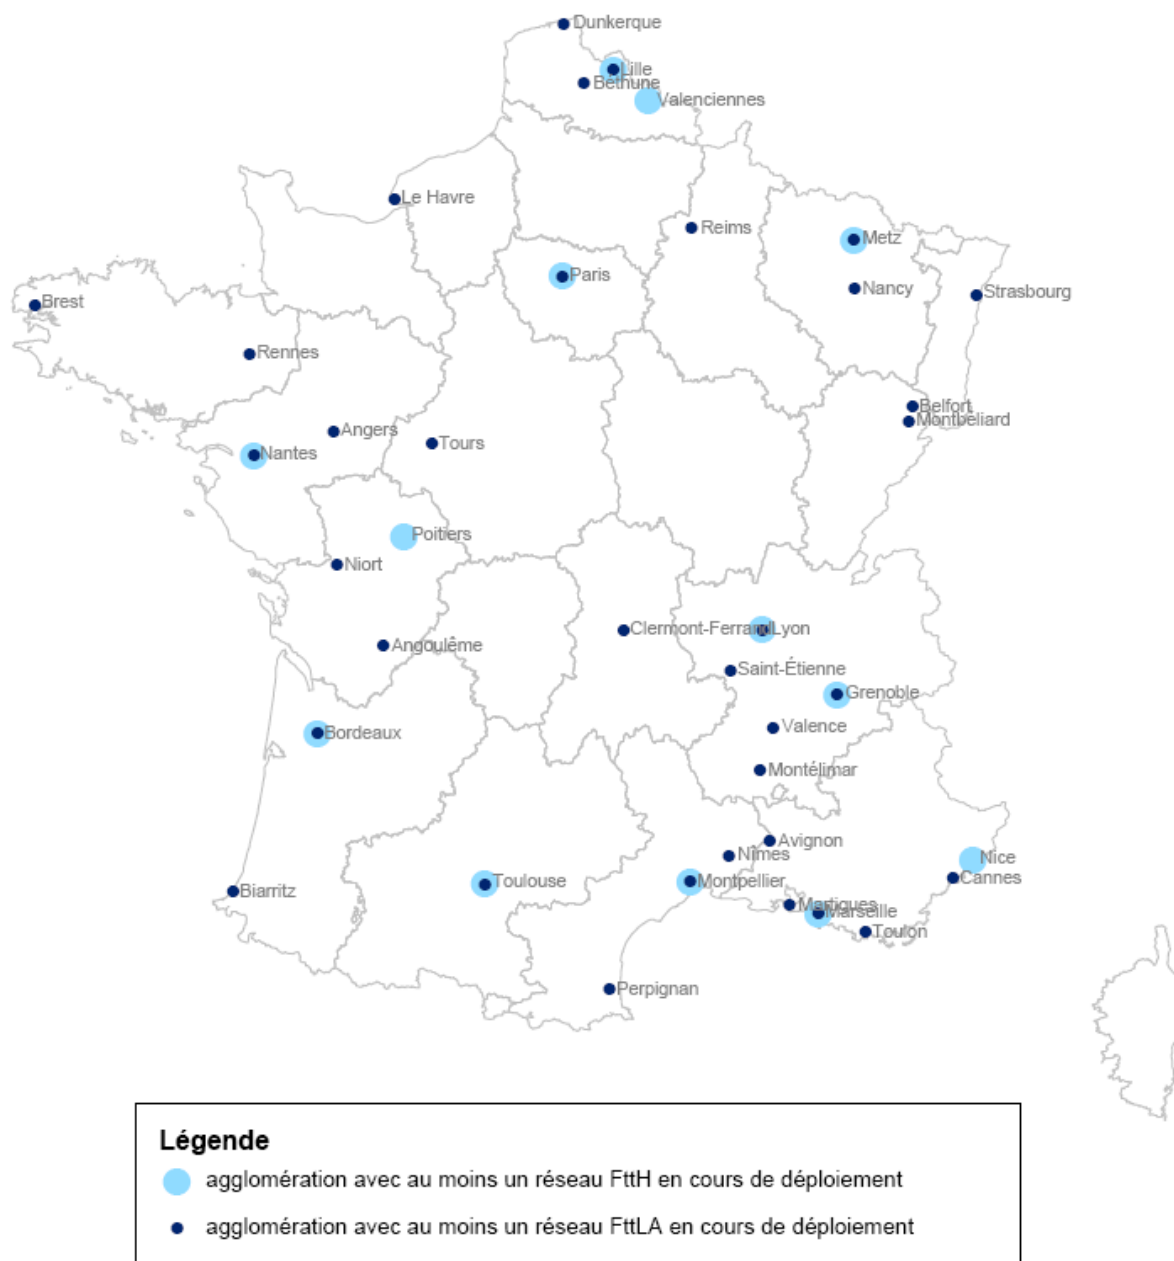 Dunkerque
Lille
Béthune
Valenciennes
Le Havre
Reims
Metz
Paris
Nancy
Strasbourg
Brest
Rennes
Belfort
Montbéliard
Angers
Tours
Nantes
Poitiers
Niort
Clermont-Ferrand
Lyon
Angoulême
Saint-Étienne
Grenoble
Valence
Bordeaux
Montélimar
Avignon
Nîmes
Nice
Cannes
Toulouse
Montpellier
Biarritz
Martigues
Marseille
Toulon
Perpignan
Légende
agglomération avec au moins un réseau FttH en cours de déploiement
agglomération avec au moins un réseau FttLA en cours de déploiement